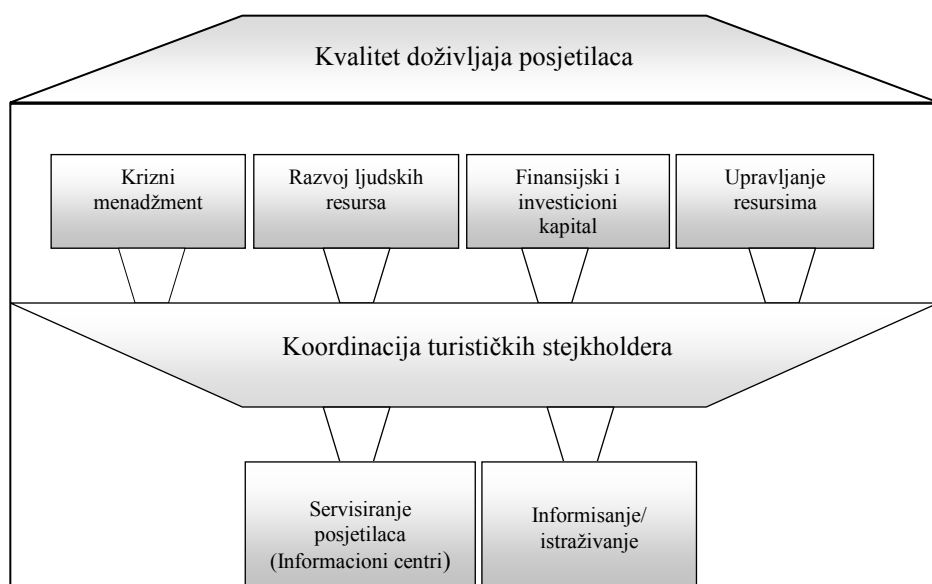 Kvalitet doživljaja posjetilaca
Krizni
menadžment
Razvoj ljudskih
resursa
Finansijski i
investicioni
kapital
Upravljanje
resursima
Koordinacija turističkih stejkholdera
Servisiranje
posjetilaca
(Informacioni centri)
Informisanje/
istraživanje